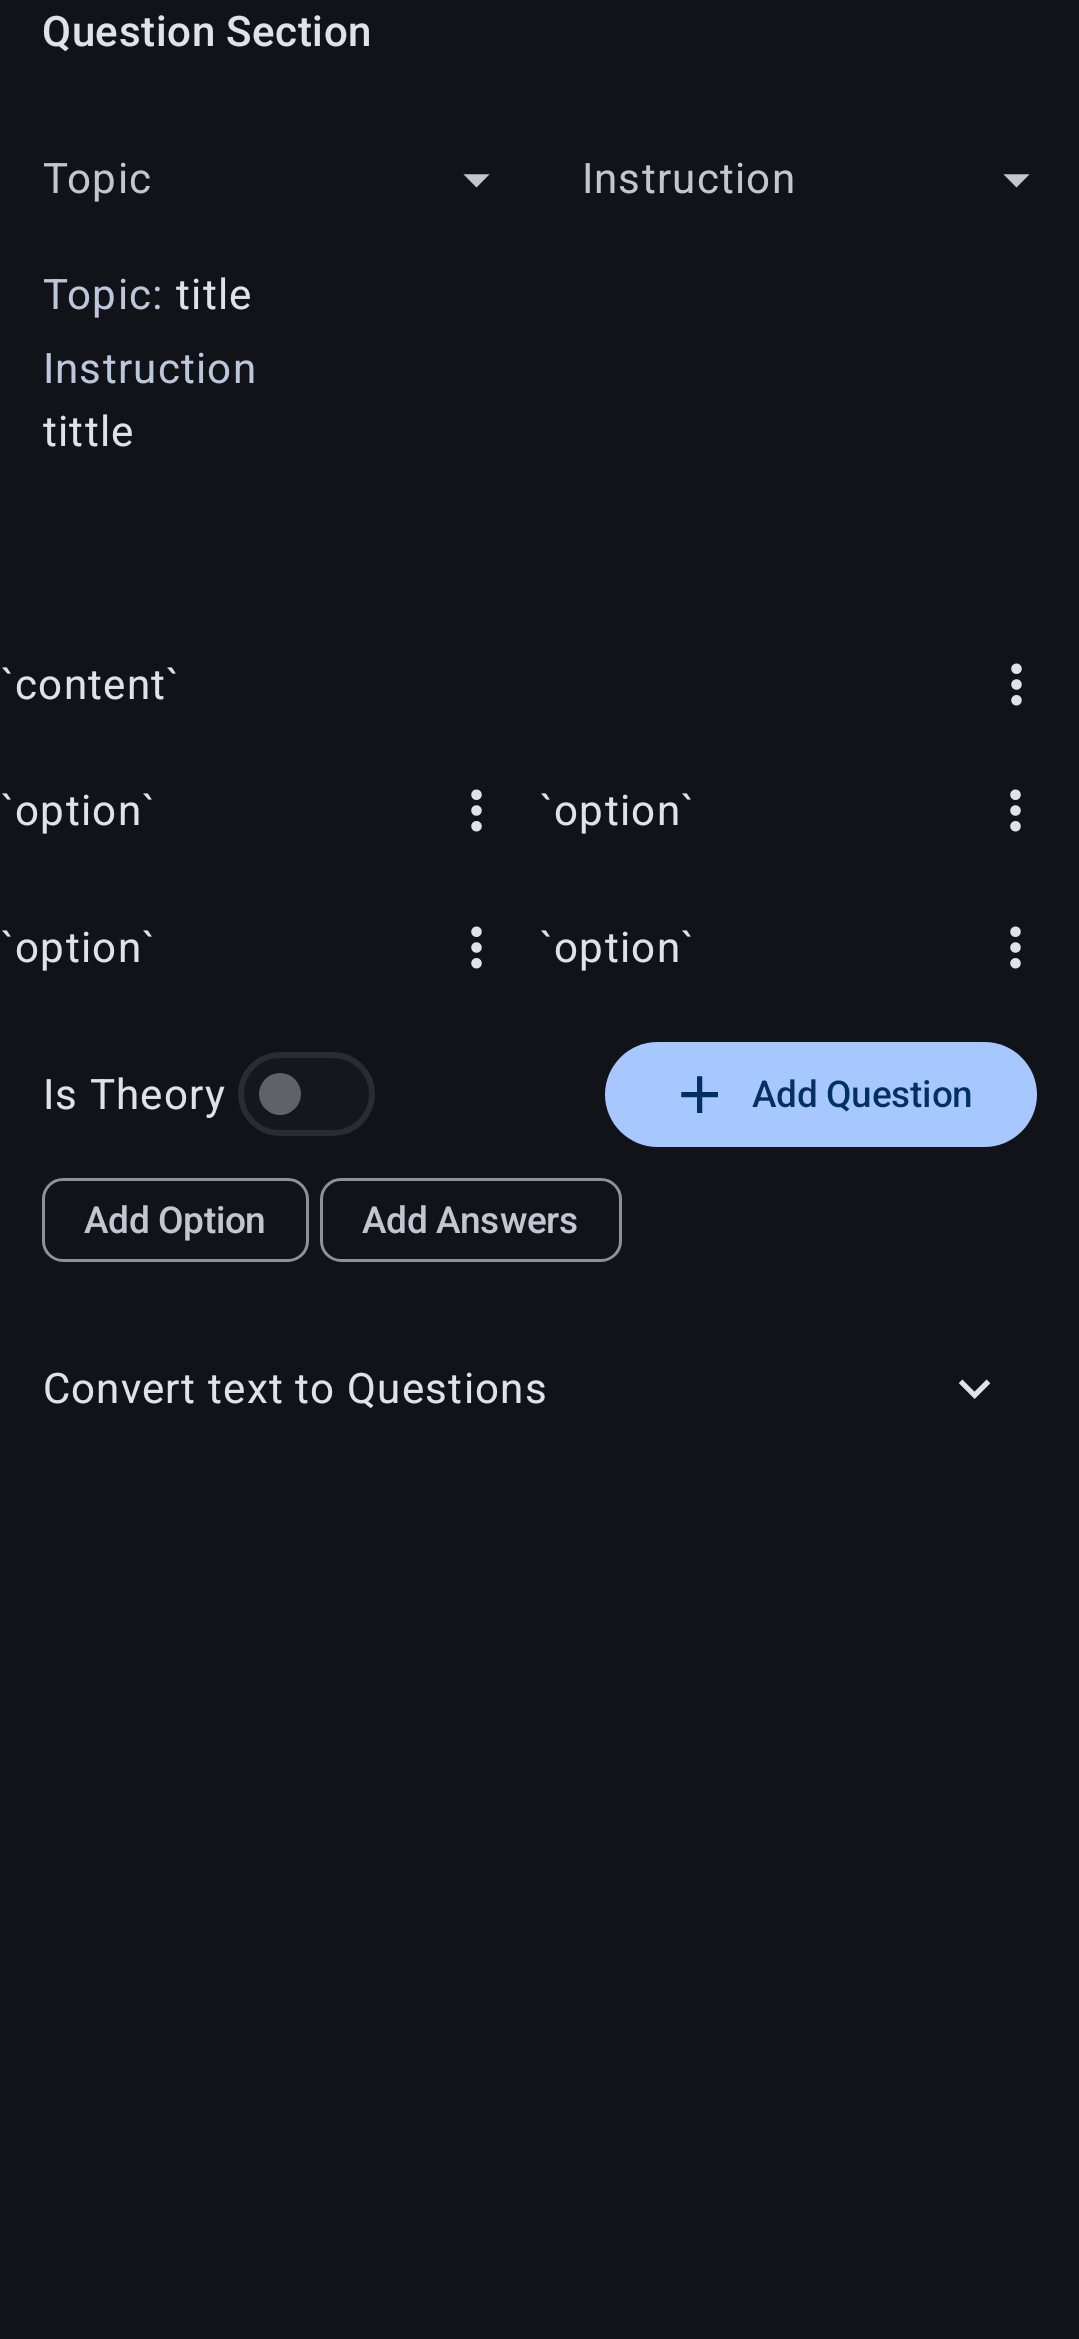 Question Section
Topic Instruction
Topic: title
Instruction
tittle
`content`
`option` `option`
`option` `option`
Is Theory Add Question
Add Option Add Answers
Convert text to Questions